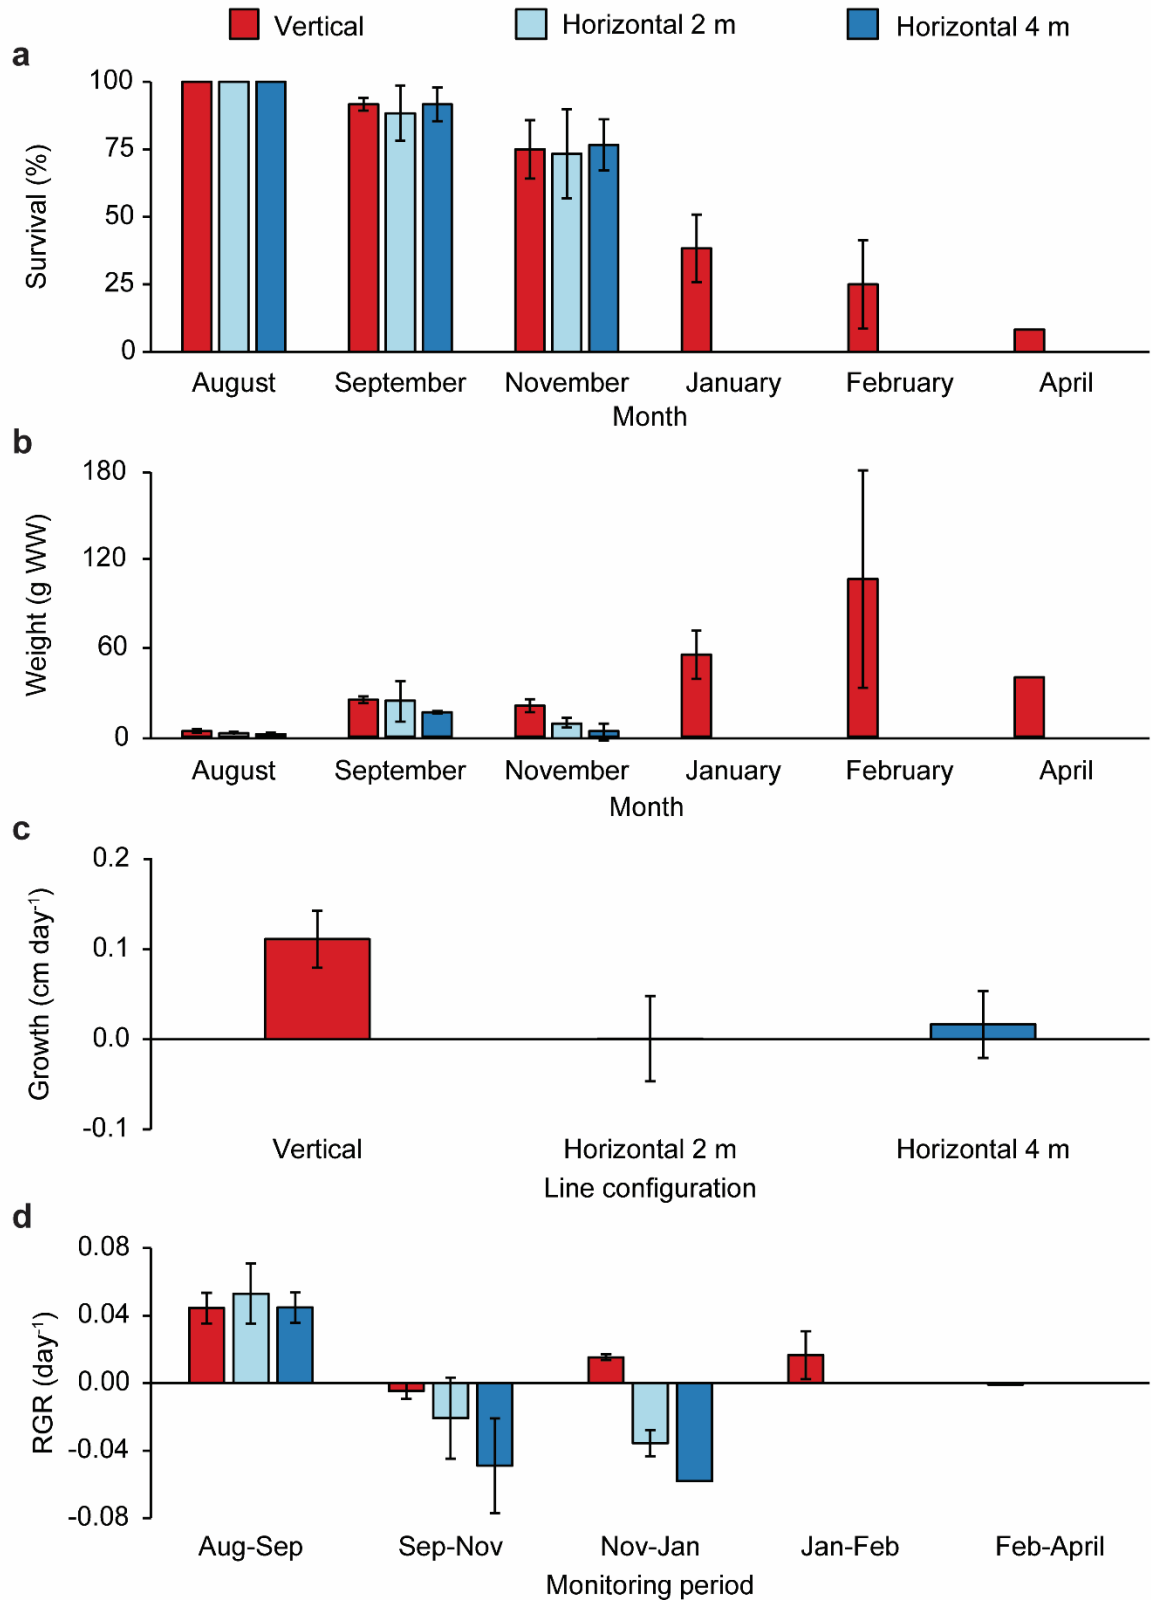 Vertical Horizontal 2 m Horizontal 4 m
a
100
75
50
25
0
Survival (%)
August September November January February April
Month
b
180
120
60
0
Weight (g WW)
August September November January February April
Month
c
0.2
0.1
0.0
-0.1
Growth (cm day⁻¹)
Vertical Horizontal 2 m Horizontal 4 m
Line configuration
d
0.08
0.04
0.00
-0.04
-0.08
RGR (day⁻¹)
Aug-Sep Sep-Nov Nov-Jan Jan-Feb Feb-April
Monitoring period